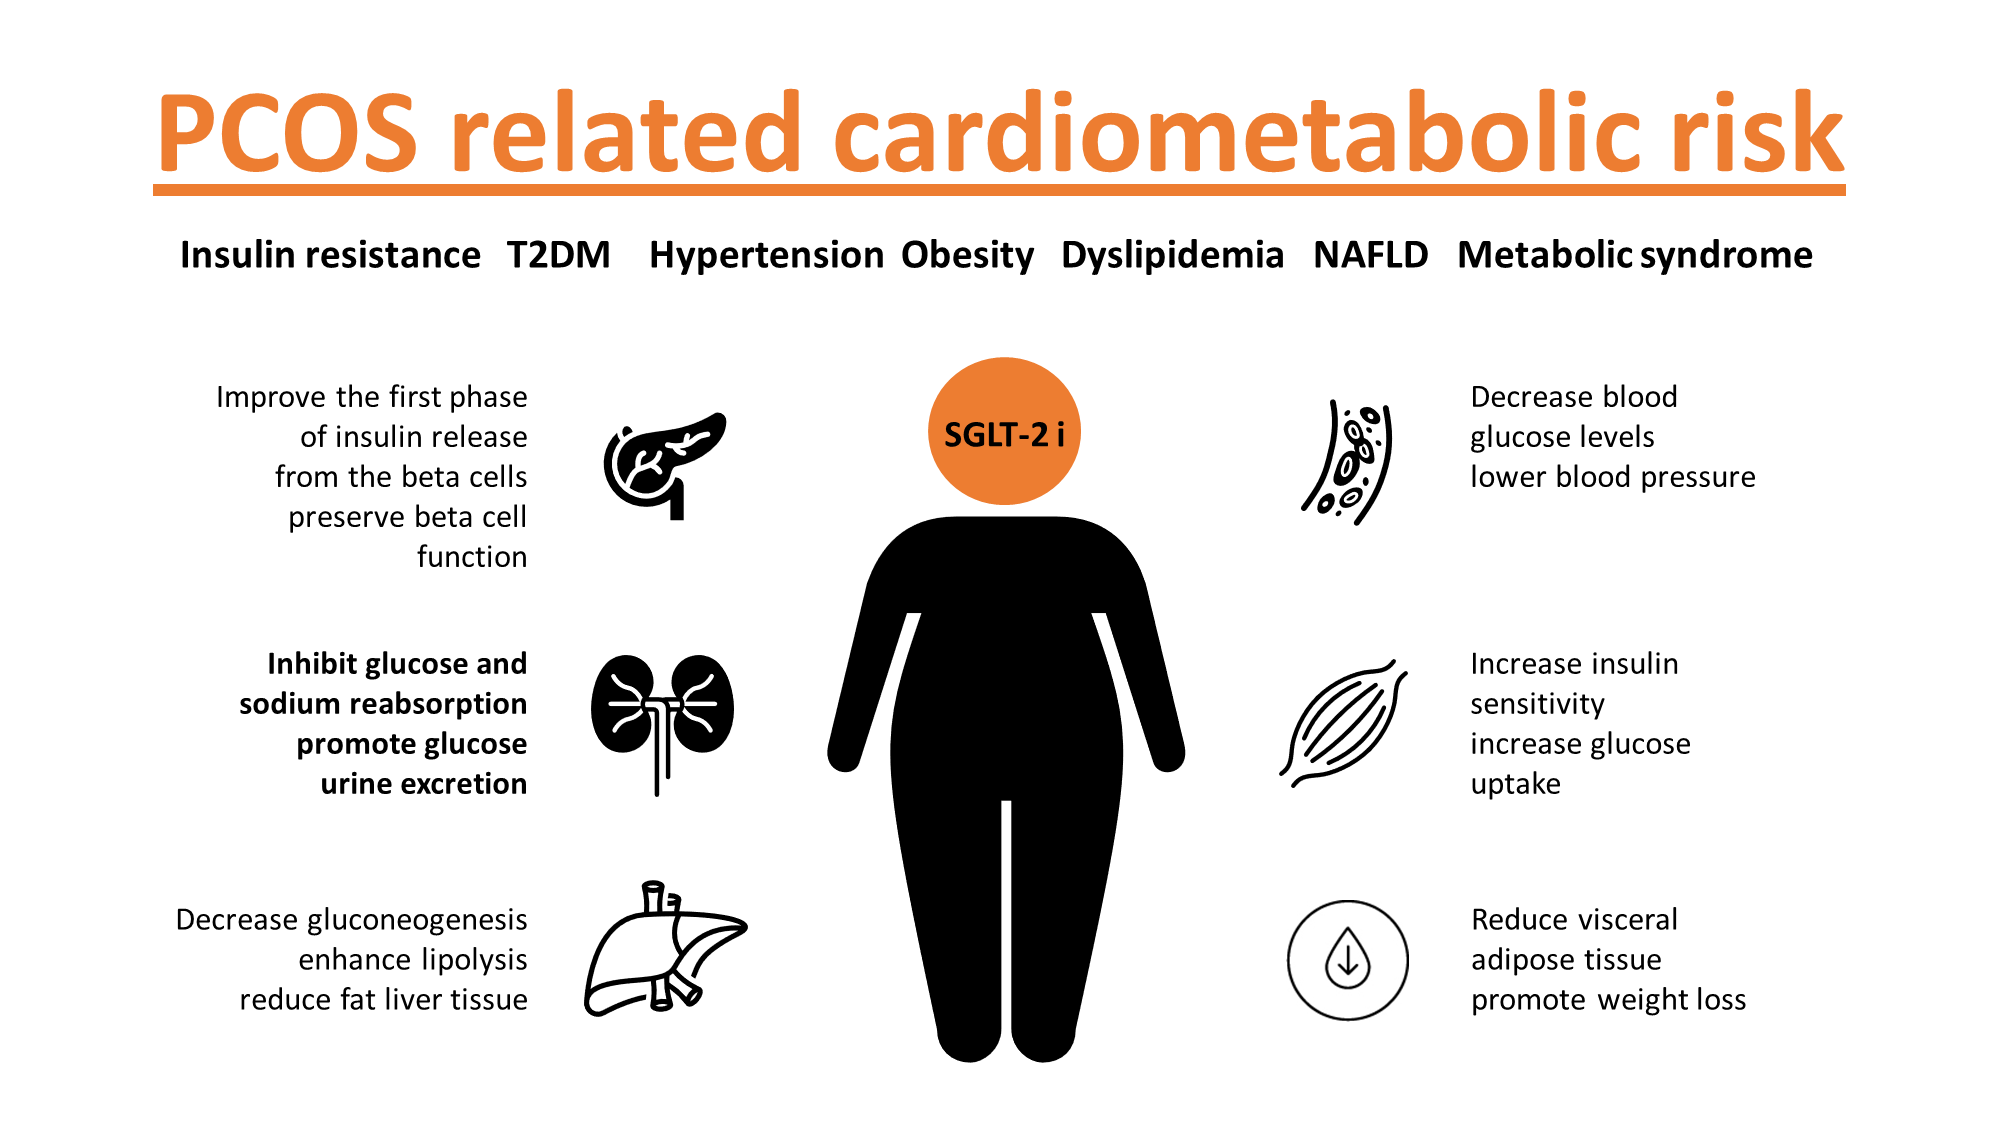 PCOS related cardiometabolic risk
Insulin resistance T2DM Hypertension Obesity Dyslipidemia NAFLD Metabolic syndrome
Improve the first phase
of insulin release
from the beta cells
preserve beta cell
function
Inhibit glucose and
sodium reabsorption
promote glucose
urine excretion
Decrease gluconeogenesis
enhance lipolysis
reduce fat liver tissue
SGLT-2 i
Decrease blood
glucose levels
lower blood pressure
Increase insulin
sensitivity
increase glucose
uptake
Reduce visceral
adipose tissue
promote weight loss